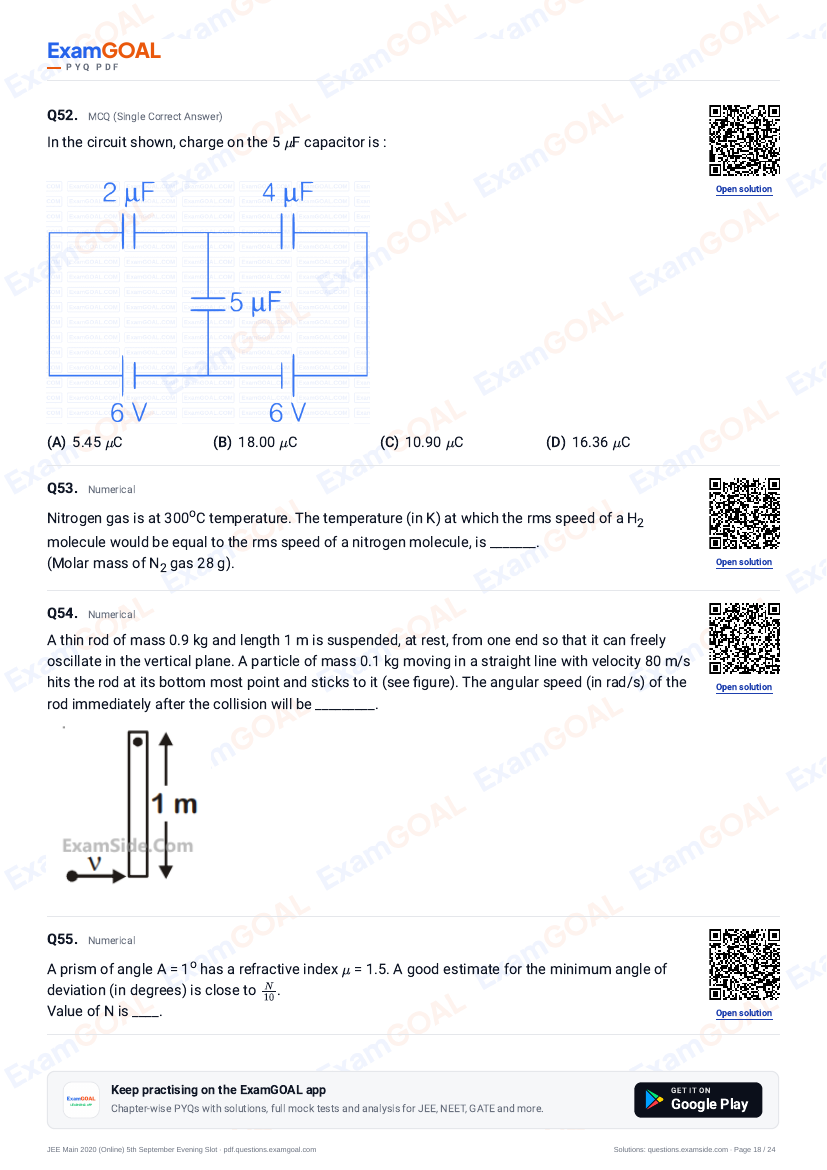 ExamGOAL
PYQ PDF
Q52. MCQ (Single Correct Answer)
In the circuit shown, charge on the 5 μF capacitor is :
Open solution
2 μF 4 μF
5 μF
6 V 6 V
(A) 5.45 μC (B) 18.00 μC (C) 10.90 μC (D) 16.36 μC
Q53. Numerical
Nitrogen gas is at 300°C temperature. The temperature (in K) at which the rms speed of a H2
molecule would be equal to the rms speed of a nitrogen molecule, is _______.
(Molar mass of N2 gas 28 g).
Open solution
Q54. Numerical
A thin rod of mass 0.9 kg and length 1 m is suspended, at rest, from one end so that it can freely
oscillate in the vertical plane. A particle of mass 0.1 kg moving in a straight line with velocity 80 m/s
hits the rod at its bottom most point and sticks to it (see figure). The angular speed (in rad/s) of the
rod immediately after the collision will be _________.
Open solution
1 m
ExamSide.Com
v
Q55. Numerical
A prism of angle A = 1° has a refractive index μ = 1.5. A good estimate for the minimum angle of
deviation (in degrees) is close to N/10.
Value of N is ____.
Open solution
Keep practising on the ExamGOAL app
Chapter-wise PYQs with solutions, full mock tests and analysis for JEE, NEET, GATE and more.
GET IT ON
Google Play
JEE Main 2020 (Online) 5th September Evening Slot · pdf.questions.examgoal.com
Solutions: questions.examside.com · Page 18 / 24